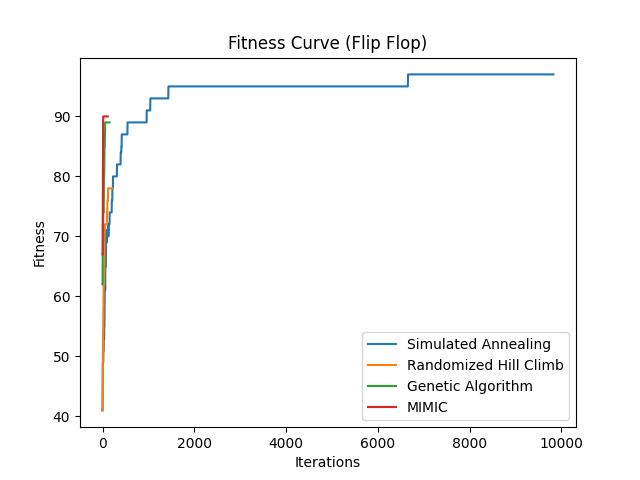 Fitness Curve (Flip Flop)
Fitness
90
80
70
60
50
40
0 2000 4000 6000 8000 10000
Iterations
Simulated Annealing
Randomized Hill Climb
Genetic Algorithm
MIMIC